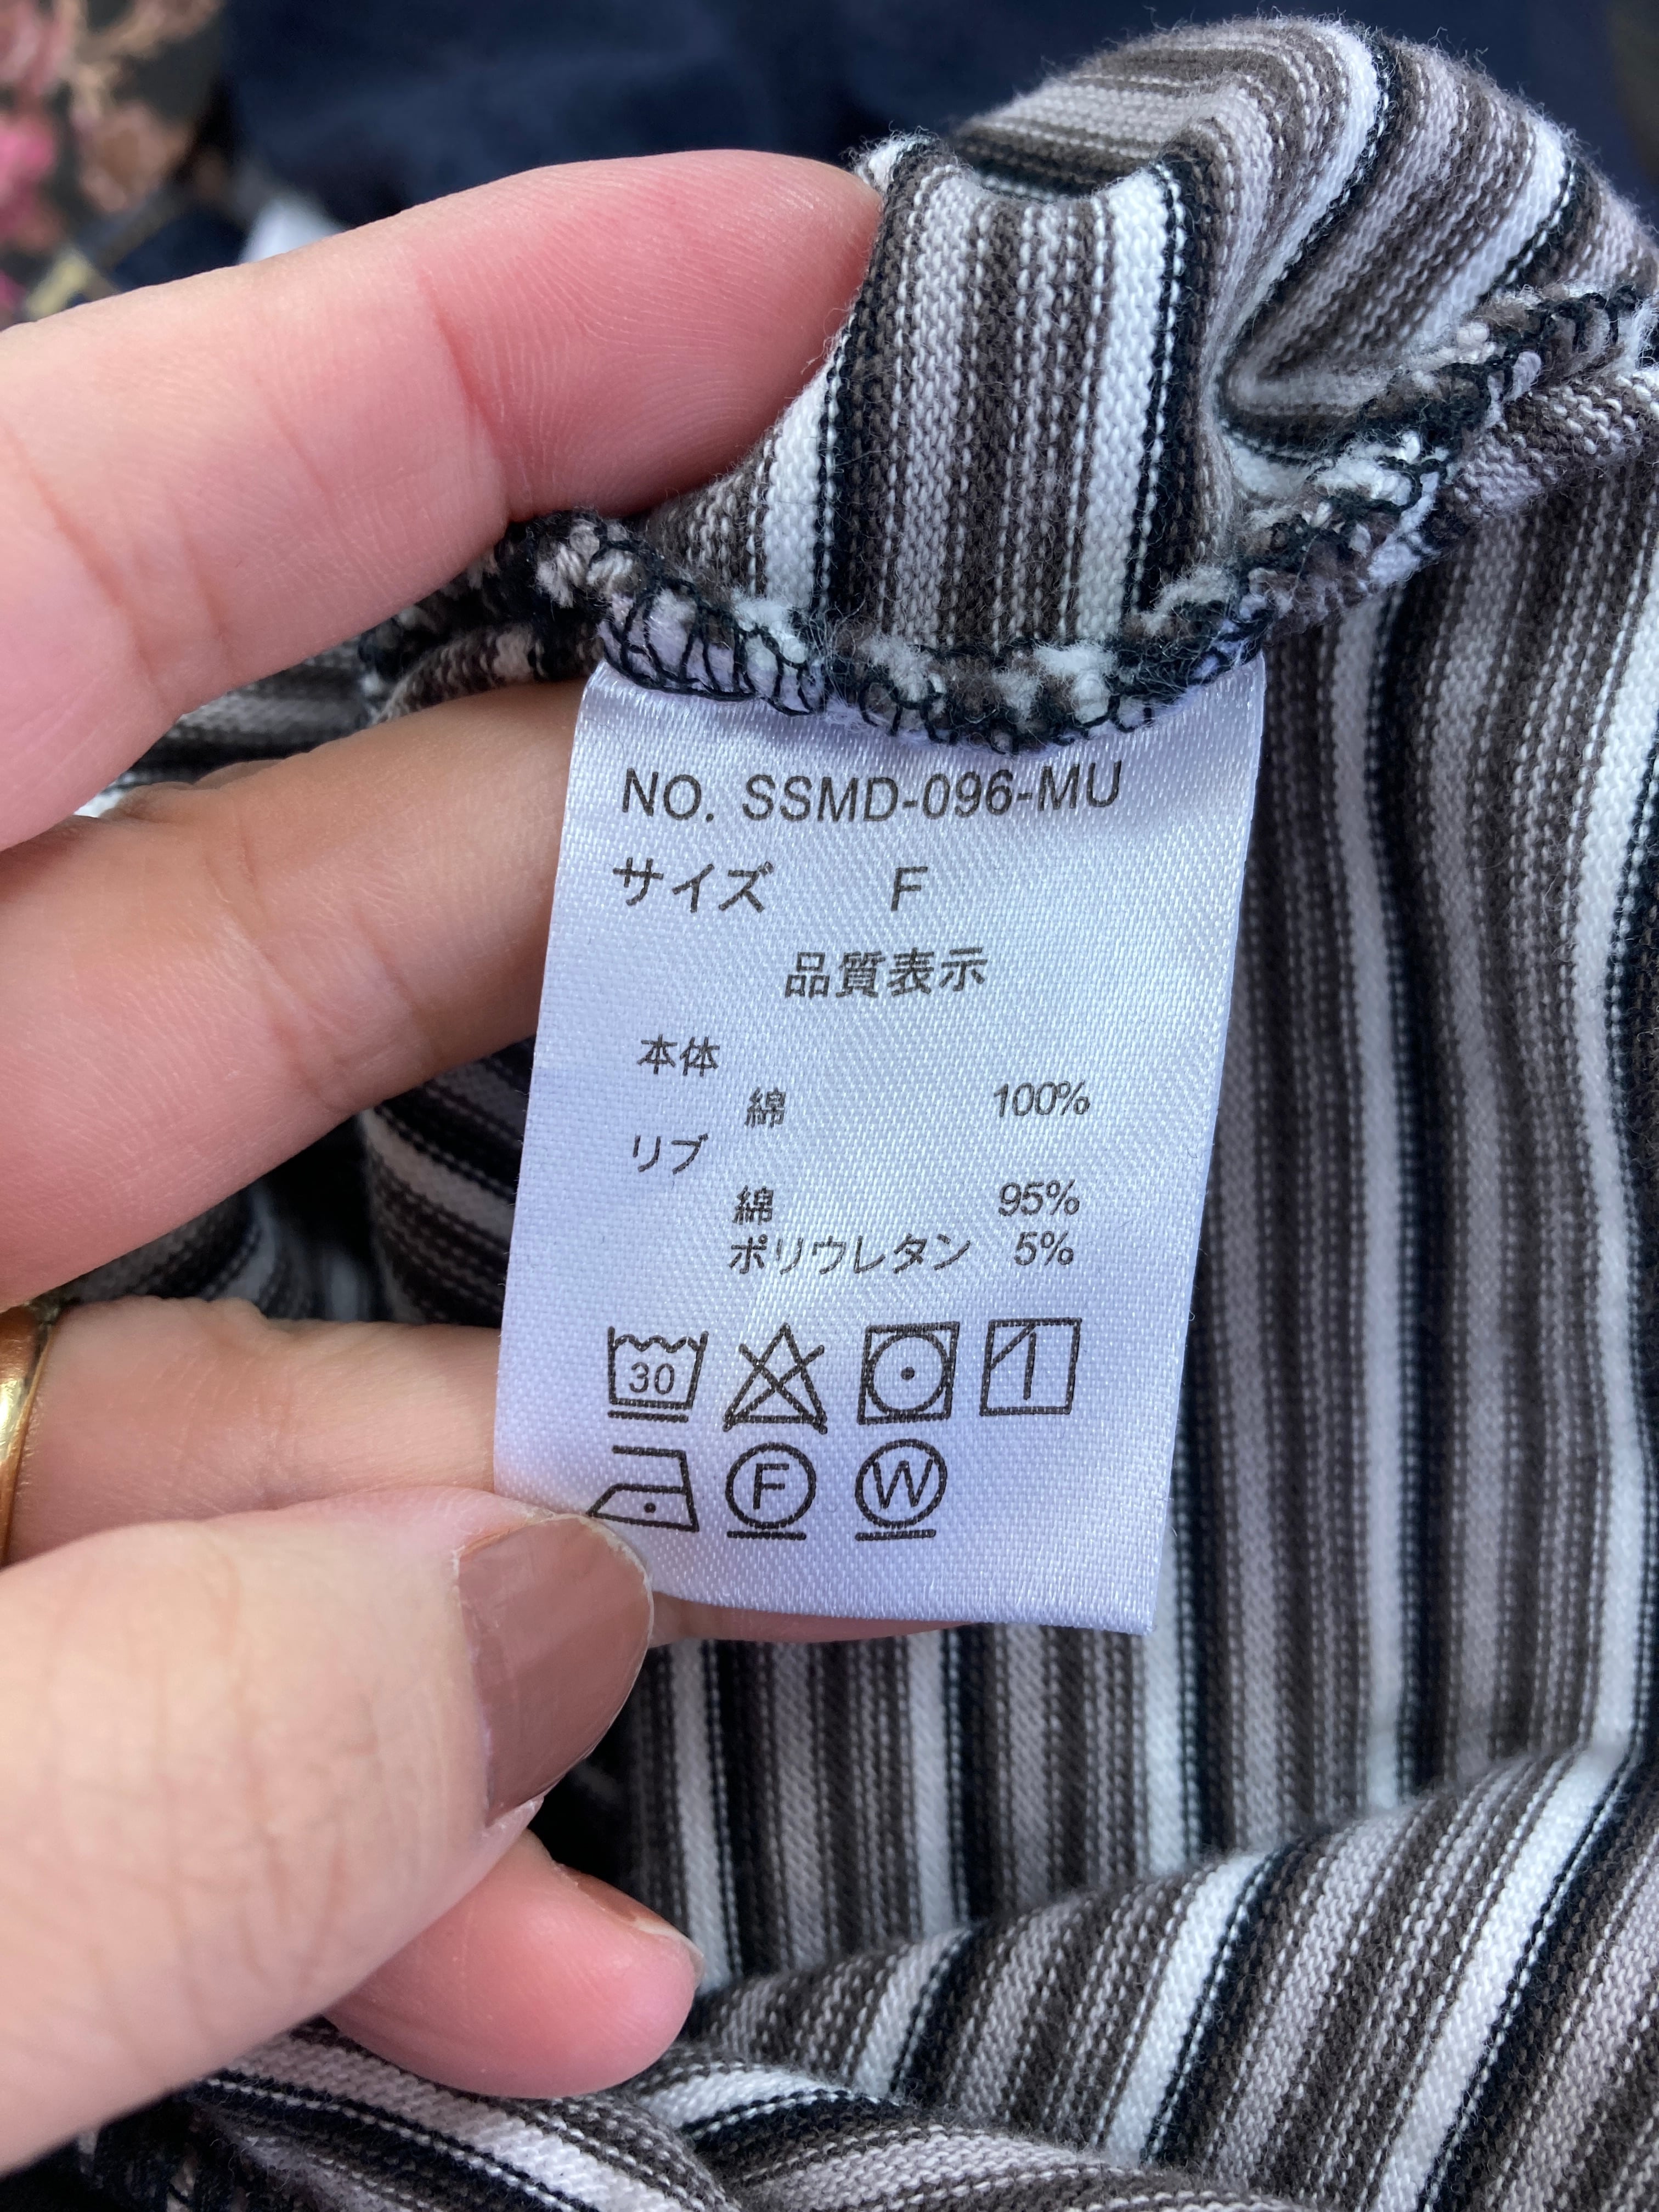 NO. SSMD-096-MU
サイズ F
品質表示
本体
綿 100%
リブ
綿 95%
ポリウレタン 5%
30
F W